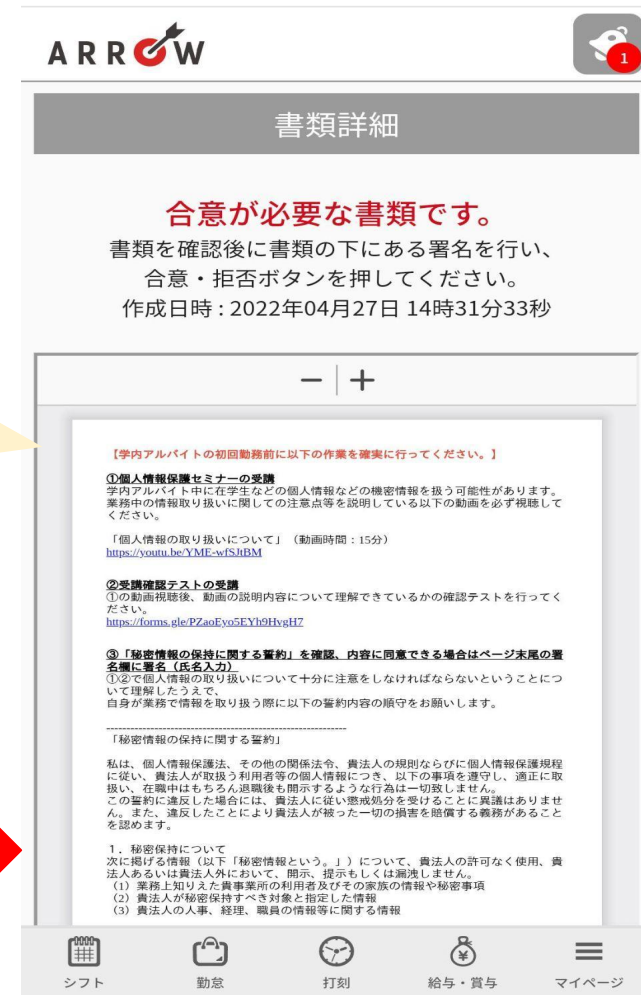 ARROW
1
書類詳細
合意が必要な書類です。
書類を確認後に書類の下にある署名を行い、
合意・拒否ボタンを押してください。
作成日時 : 2022年04月27日 14時31分33秒
− | +
【学内アルバイトの初回勤務前に以下の作業を確実に行ってください。】
①個人情報保護セミナーの受講
学内アルバイト中に在学生などの個人情報などの機密情報を扱う可能性があります。
業務中の情報取り扱いに関しての注意点等を説明している以下の動画を必ず視聴して
ください。
「個人情報の取り扱いについて」（動画時間：15分）
https://youtu.be/YME-wfSJtBM
②受講確認テストの受講
①の動画視聴後、動画の説明内容について理解できているかの確認テストを行ってく
ださい。
https://forms.gle/PZaoEyo5EYh9HvgH7
③「秘密情報の保持に関する誓約」を確認、内容に同意できる場合はページ末尾の署
名欄に署名（氏名入力）
①②で個人情報の取り扱いについて十分に注意をしなければならないということにつ
いて理解したうえで、
自身が業務で情報を取り扱う際に以下の誓約内容の順守をお願いします。
------------------------------------------------------------
「秘密情報の保持に関する誓約」
私は、個人情報保護法、その他の関係法令、貴法人の規則ならびに個人情報保護規程
に従い、貴法人が取扱う利用者等の個人情報につき、以下の事項を遵守し、適正に取
扱い、在職中はもちろん退職後も開示するような行為は一切致しません。
この誓約に違反した場合には、貴法人に従い懲戒処分を受けることに異議はありませ
ん。また、違反したことにより貴法人が被った一切の損害を賠償する義務があること
を認めます。
１．秘密保持について
次に掲げる情報（以下「秘密情報という。」）について、貴法人の許可なく使用、貴
法人あるいは貴法人外において、開示、提示もしくは漏洩しません。
(1) 業務上知りえた貴事業所の利用者及びその家族の情報や秘密事項
(2) 貴法人が秘密保持すべき対象と指定した情報
(3) 貴法人の人事、経理、職員の情報等に関する情報
シフト 勤怠 打刻 給与・賞与 マイページ